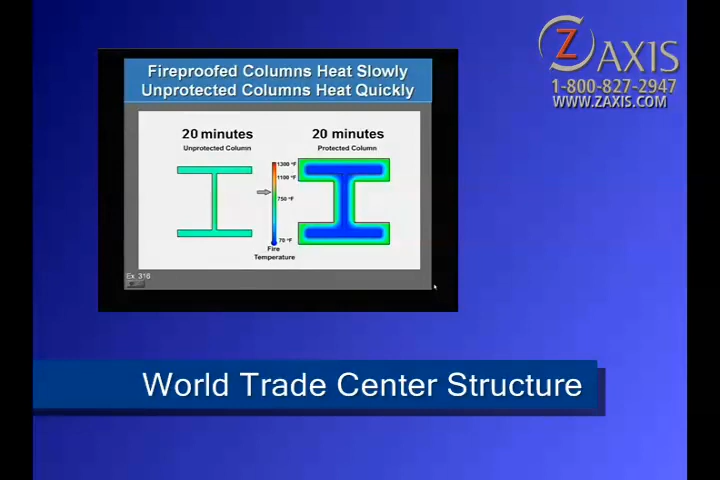 Z AXIS
1-800-827-2947
WWW.ZAXIS.COM
Fireproofed Columns Heat Slowly
Unprotected Columns Heat Quickly
20 minutes
Unprotected Column
20 minutes
Protected Column
1300 °F
1100 °F
750 °F
70 °F
Fire
Temperature
Ex. 316
World Trade Center Structure